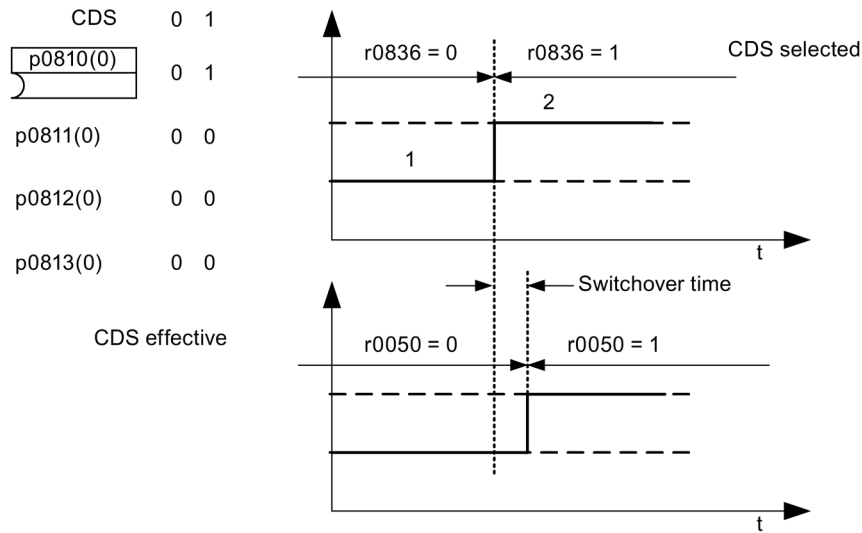 CDS 0 1
p0810(0) 0 1
p0811(0) 0 0
p0812(0) 0 0
p0813(0) 0 0
r0836 = 0 r0836 = 1 CDS selected
2
1
t
Switchover time
CDS effective
r0050 = 0 r0050 = 1
t